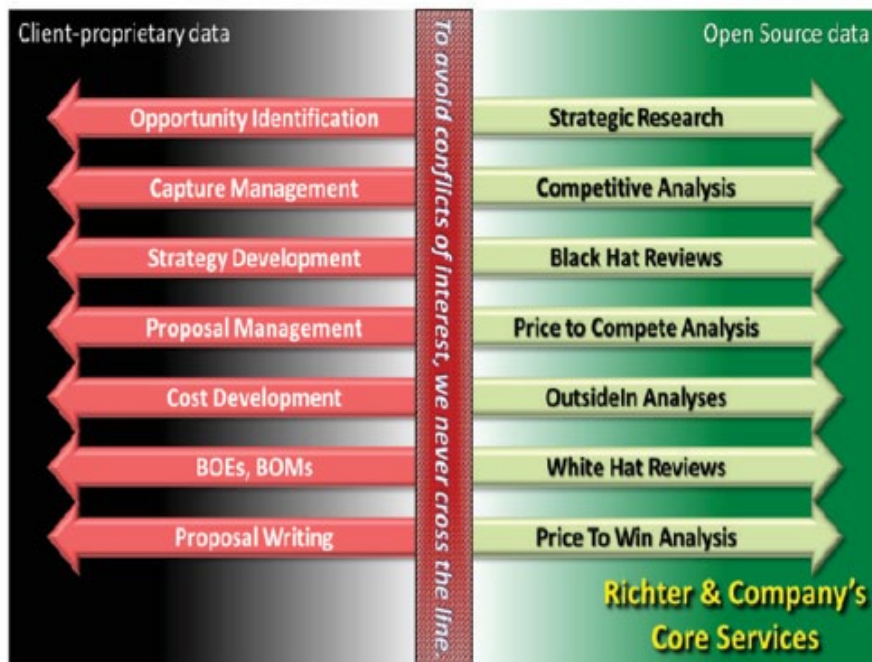 Client-proprietary data
Open Source data
To avoid conflicts of interest, we never cross the line.
Opportunity Identification
Strategic Research
Capture Management
Competitive Analysis
Strategy Development
Black Hat Reviews
Proposal Management
Price to Compete Analysis
Cost Development
OutsideIn Analyses
BOEs, BOMs
White Hat Reviews
Proposal Writing
Price To Win Analysis
Richter & Company's
Core Services